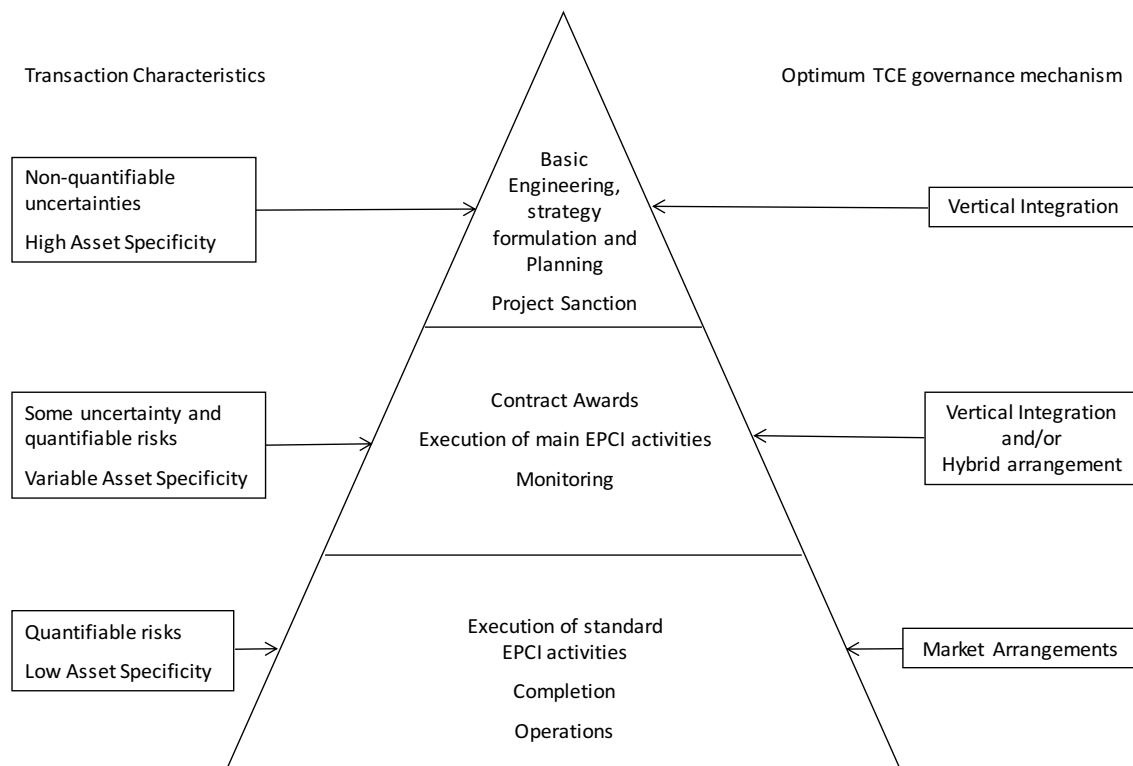 Transaction Characteristics
Optimum TCE governance mechanism
Non-quantifiable
uncertainties
High Asset Specificity
Basic
Engineering,
strategy
formulation and
Planning
Project Sanction
Vertical Integration
Some uncertainty and
quantifiable risks
Variable Asset Specificity
Contract Awards
Execution of main EPCI activities
Monitoring
Vertical Integration
and/or
Hybrid arrangement
Quantifiable risks
Low Asset Specificity
Execution of standard
EPCI activities
Completion
Operations
Market Arrangements